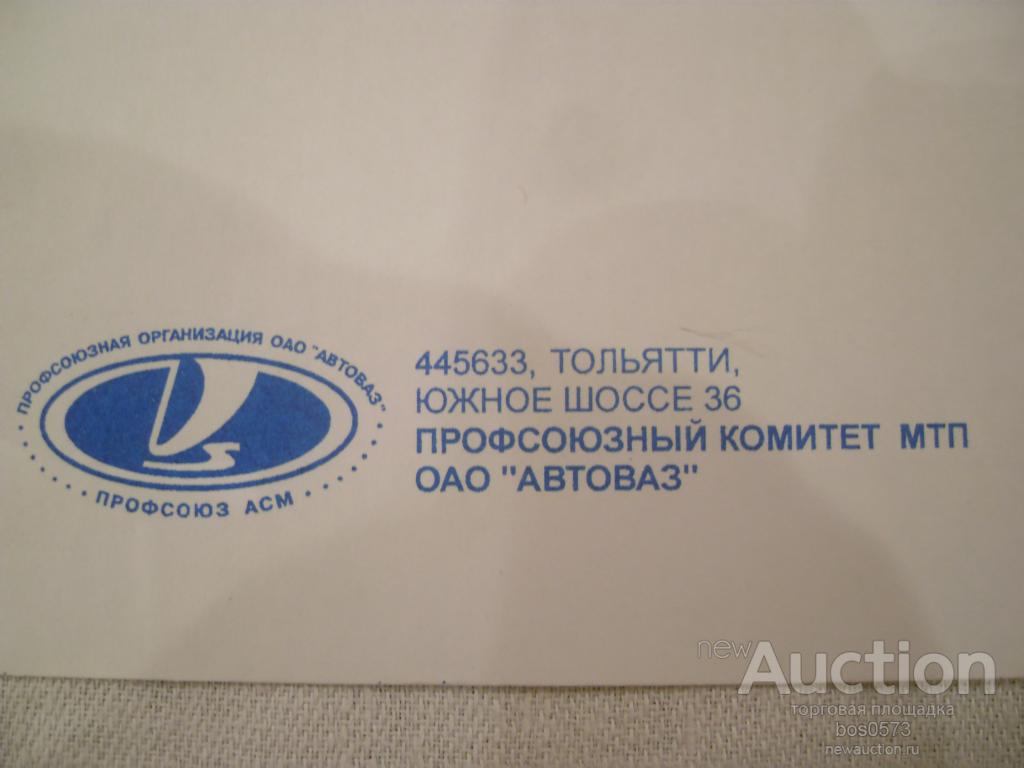 ПРОФСОЮЗНАЯ ОРГАНИЗАЦИЯ ОАО "АВТОВАЗ"
ПРОФСОЮЗ АСМ
445633, ТОЛЬЯТТИ,
ЮЖНОЕ ШОССЕ 36
ПРОФСОЮЗНЫЙ КОМИТЕТ МТП
ОАО "АВТОВАЗ"
newAuction
торговая площадка
bos0573
newauction.ru